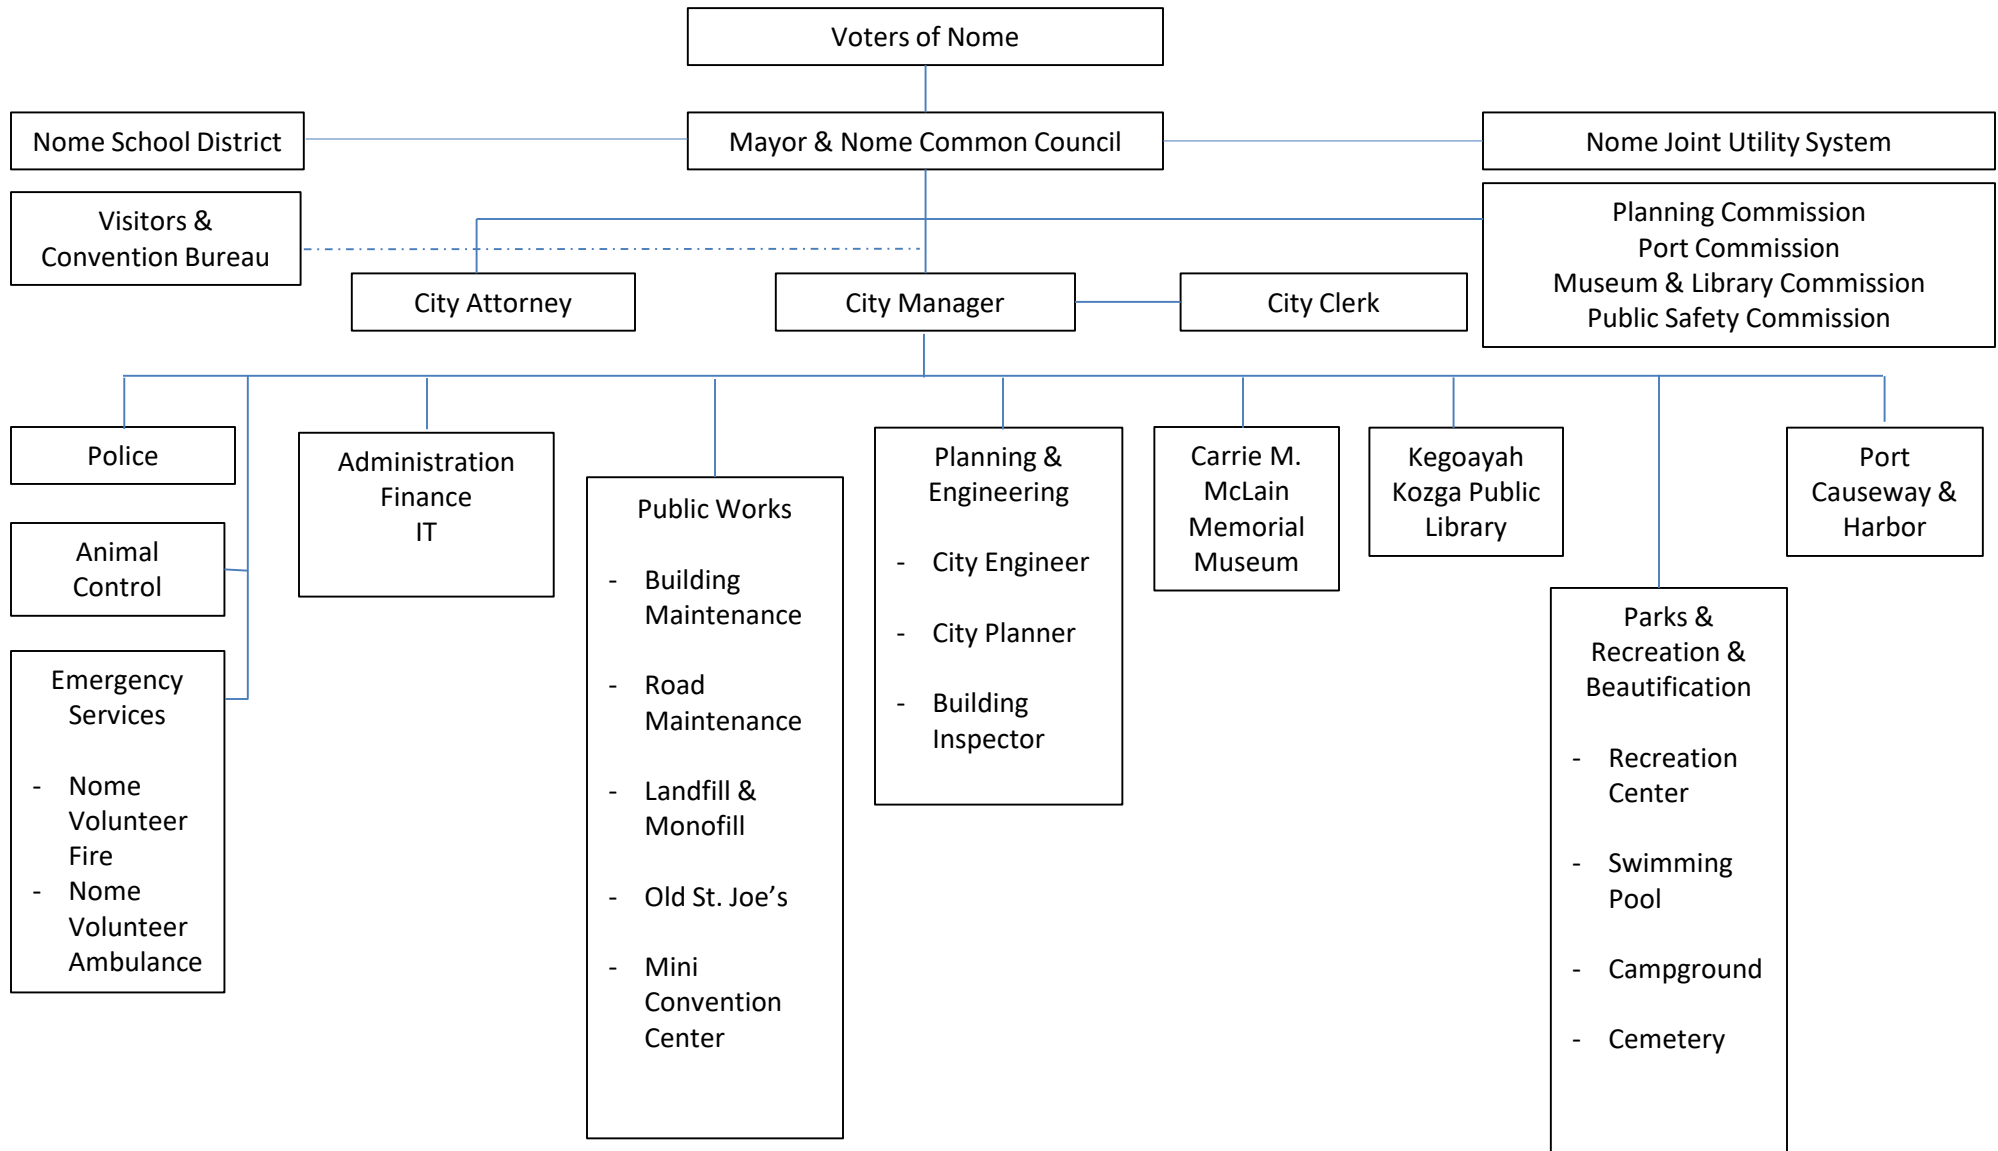 Voters of Nome
Nome School District
Mayor & Nome Common Council
Nome Joint Utility System
Visitors &
Convention Bureau
Planning Commission
Port Commission
Museum & Library Commission
Public Safety Commission
City Attorney
City Manager
City Clerk
Police
Animal
Control
Emergency
Services
- Nome
Volunteer
Fire
- Nome
Volunteer
Ambulance
Administration
Finance
IT
Public Works
- Building
Maintenance
- Road
Maintenance
- Landfill &
Monofill
- Old St. Joe’s
- Mini
Convention
Center
Planning &
Engineering
- City Engineer
- City Planner
- Building
Inspector
Carrie M.
McLain
Memorial
Museum
Kegoayah
Kozga Public
Library
Parks &
Recreation &
Beautification
- Recreation
Center
- Swimming
Pool
- Campground
- Cemetery
Port
Causeway &
Harbor